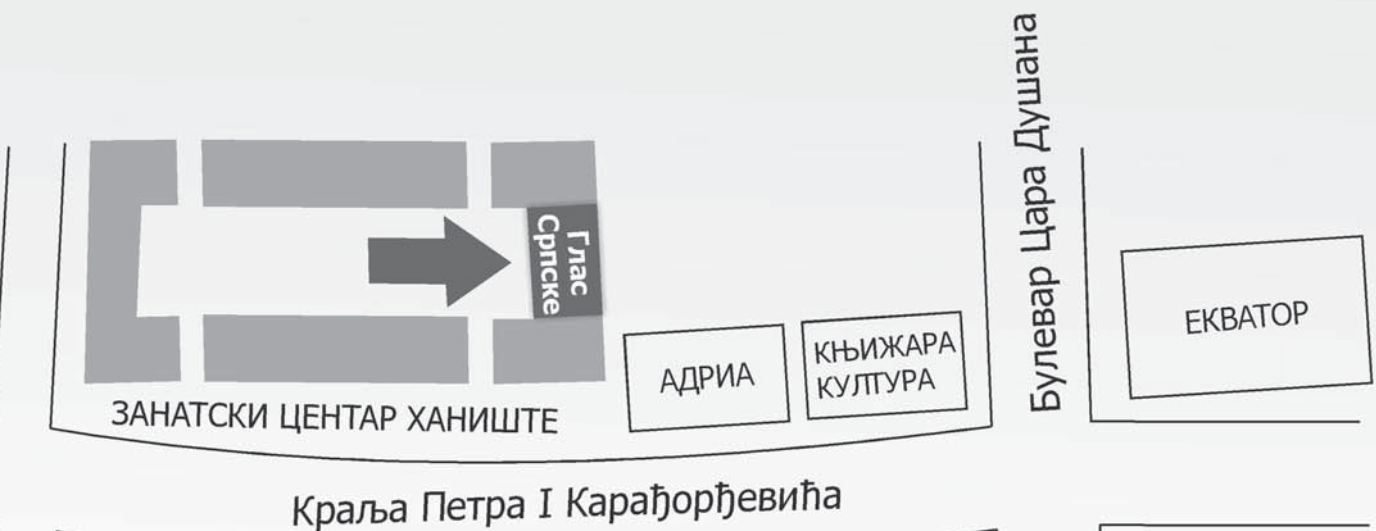 Булевар Цара Душана
Глас
Српске
ЕКВАТОР
КЊИЖАРА
КУЛТУРА
АДРИА
ЗАНАТСКИ ЦЕНТАР ХАНИШТЕ
Краља Петра I Карађорђевића